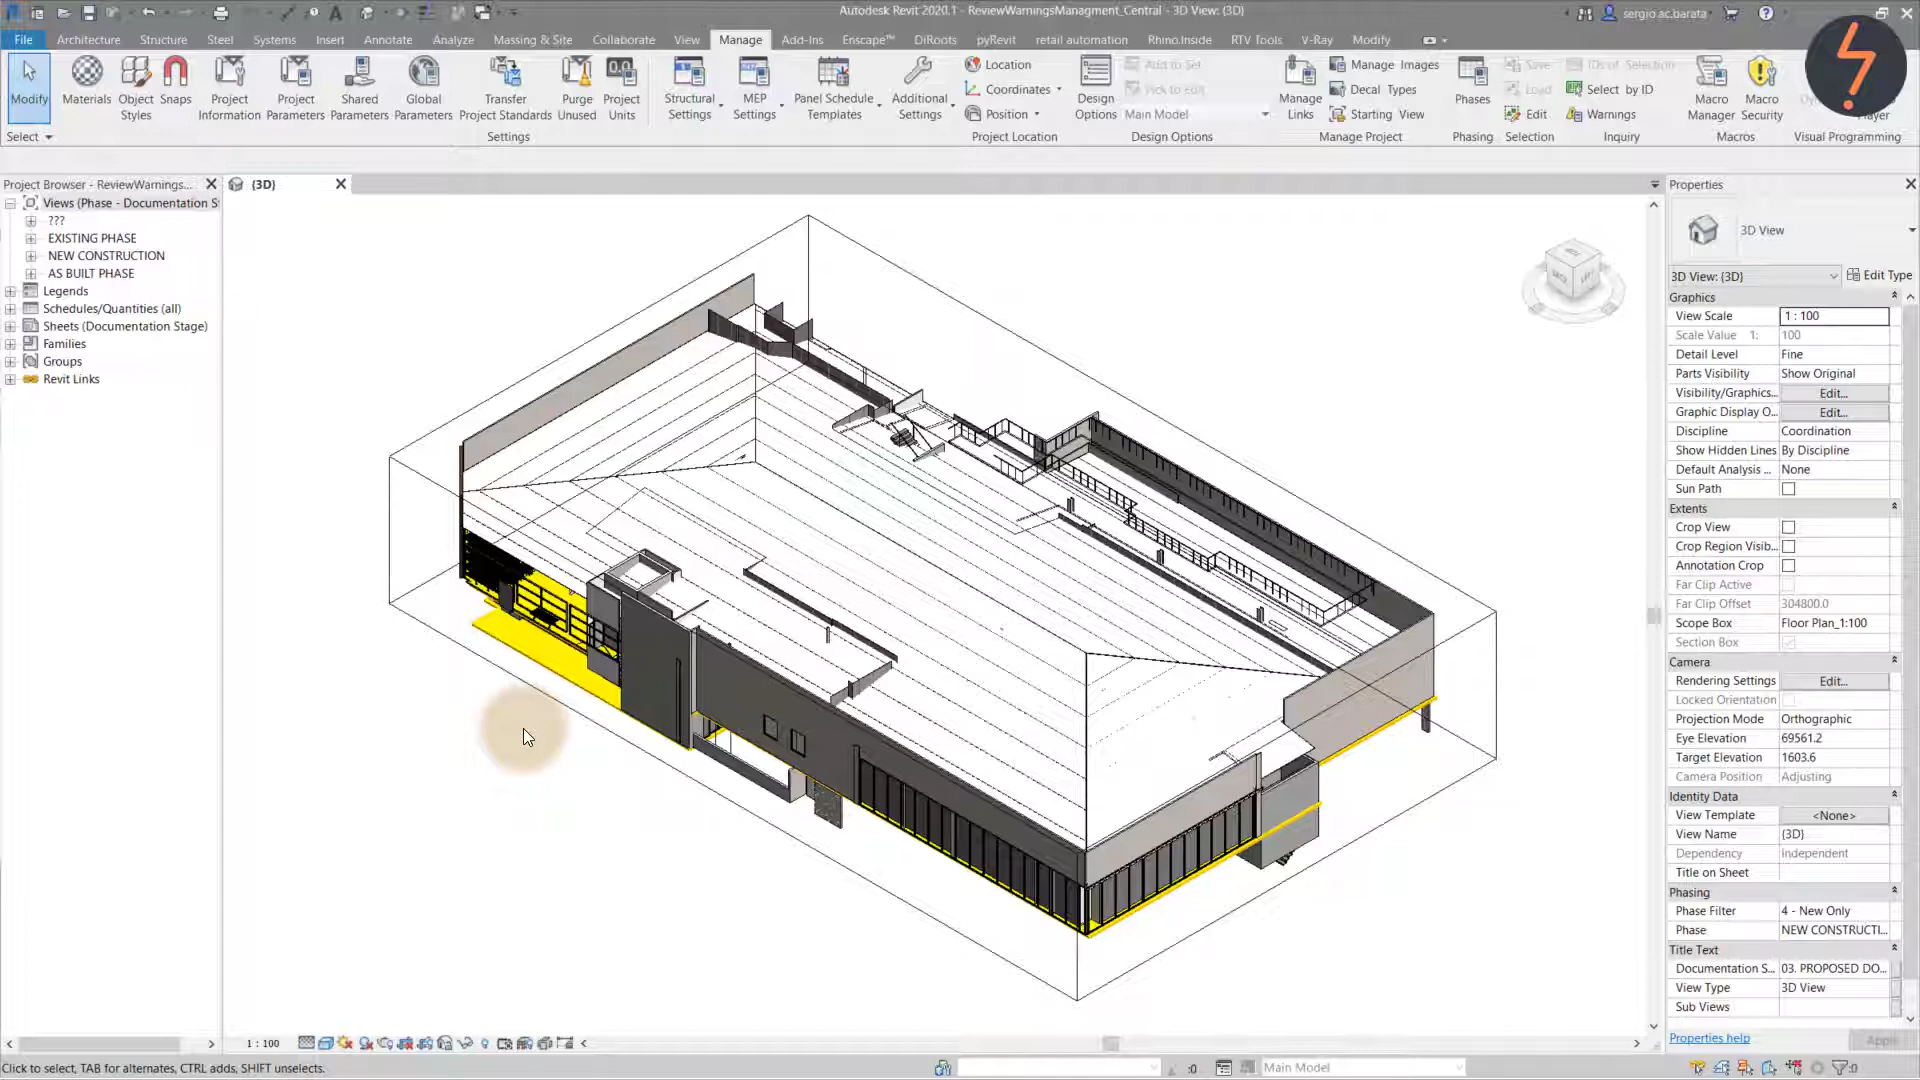 Autodesk Revit 2020.1 - ReviewWarningsManagment_Central - 3D View: {3D}
sergio ac.barata
File Architecture Structure Steel Systems Insert Annotate Analyze Massing & Site Collaborate View Manage Add-Ins Enscape™ DiRoots pyRevit retail automation Rhino.Inside RTV Tools V-Ray Modify
Modify
Materials
Object Styles
Snaps
Project Information
Project Parameters
Shared Parameters
Global Parameters
Transfer Project Standards
Purge Unused
Project Units
Structural Settings
MEP Settings
Panel Schedule Templates
Additional Settings
Location
Coordinates
Position
Design Options
Add to Set
Pick to Edit
Main Model
Manage Links
Manage Images
Decal Types
Starting View
Phases
Save
Load
Edit
IDs of Selection
Select by ID
Warnings
Macro Manager
Macro Security
Player
Select
Settings
Project Location
Design Options
Manage Project
Phasing
Selection
Inquiry
Macros
Visual Programming
Project Browser - ReviewWarnings...
{3D}
Properties
Views (Phase - Documentation S
???
EXISTING PHASE
NEW CONSTRUCTION
AS BUILT PHASE
Legends
Schedules/Quantities (all)
Sheets (Documentation Stage)
Families
Groups
Revit Links
3D View
3D View: {3D} Edit Type
Graphics
View Scale 1 : 100
Scale Value 1: 100
Detail Level Fine
Parts Visibility Show Original
Visibility/Graphics... Edit...
Graphic Display O... Edit...
Discipline Coordination
Show Hidden Lines By Discipline
Default Analysis ... None
Sun Path
Extents
Crop View
Crop Region Visib...
Annotation Crop
Far Clip Active
Far Clip Offset 304800.0
Scope Box Floor Plan_1:100
Section Box
Camera
Rendering Settings Edit...
Locked Orientation
Projection Mode Orthographic
Eye Elevation 69561.2
Target Elevation 1603.6
Camera Position Adjusting
Identity Data
View Template <None>
View Name {3D}
Dependency Independent
Title on Sheet
Phasing
Phase Filter 4 - New Only
Phase NEW CONSTRUCTI...
Title Text
Documentation S... 03. PROPOSED DO...
View Type 3D View
Sub Views
Properties help
Apply
1 : 100
Click to select, TAB for alternates, CTRL adds, SHIFT unselects.
:0
Main Model
:0